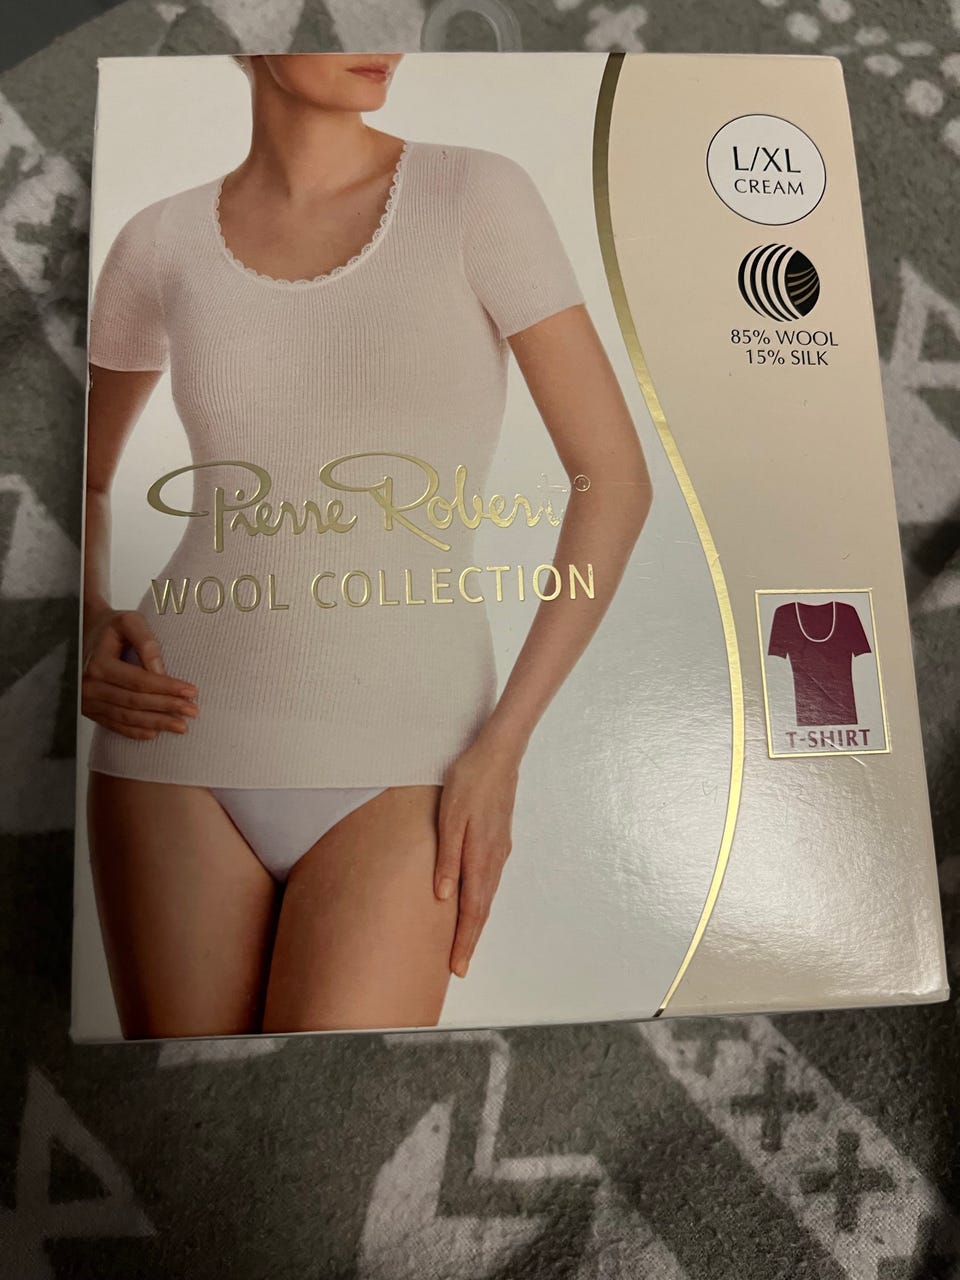 L/XL
CREAM
85% WOOL
15% SILK
Pierre Robert®
WOOL COLLECTION
T-SHIRT